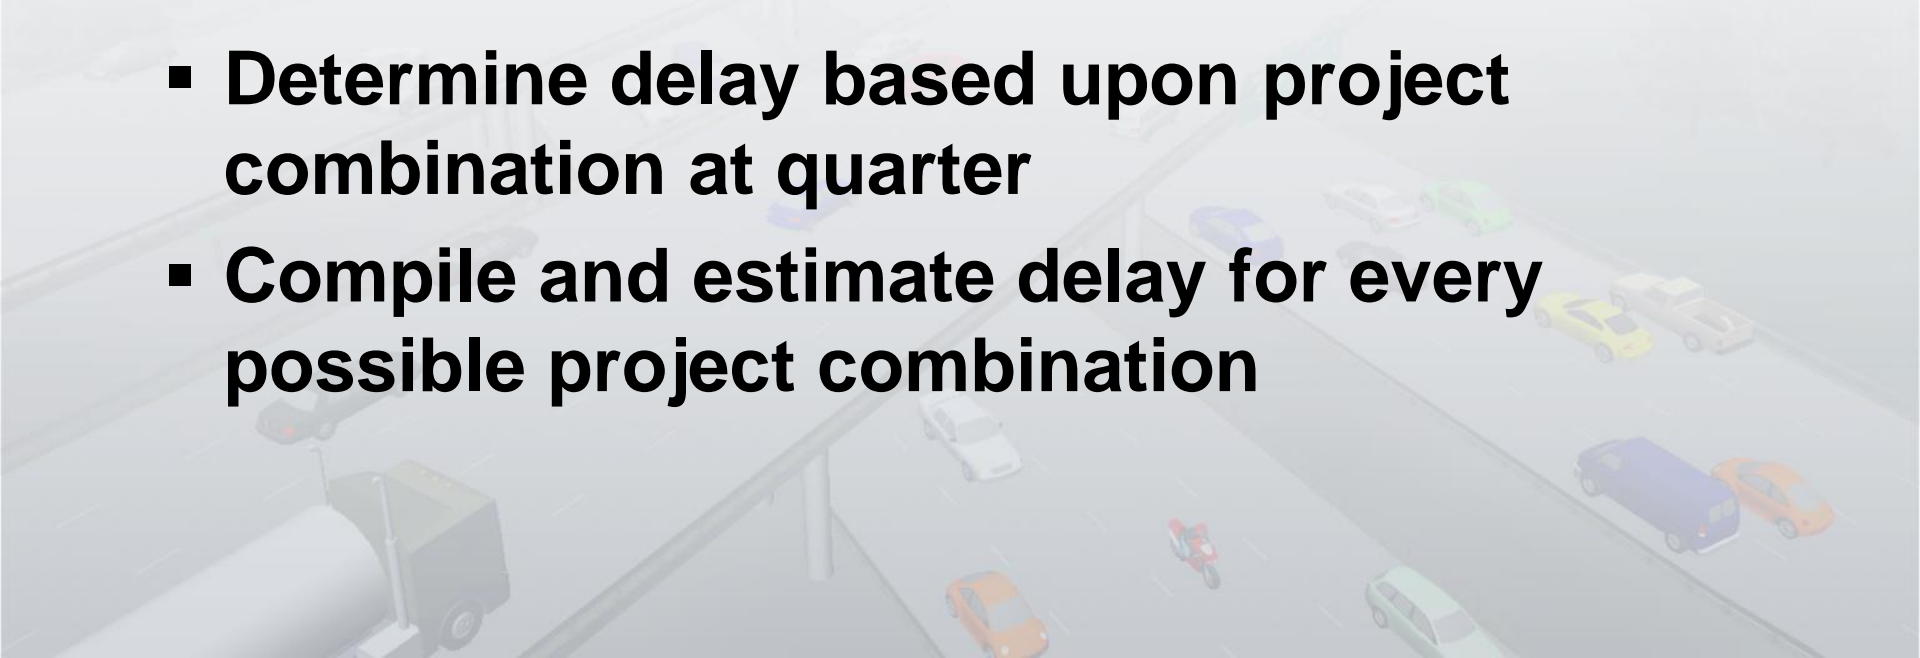 ▪ Determine delay based upon project
combination at quarter
▪ Compile and estimate delay for every
possible project combination